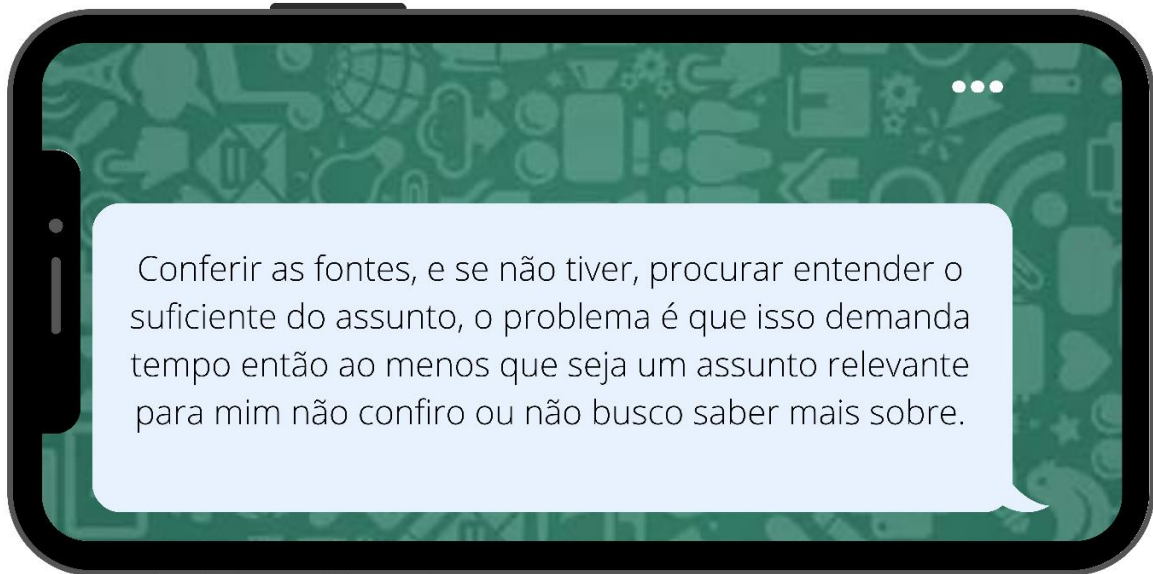 Conferir as fontes, e se não tiver, procurar entender o
suficiente do assunto, o problema é que isso demanda
tempo então ao menos que seja um assunto relevante
para mim não confiro ou não busco saber mais sobre.